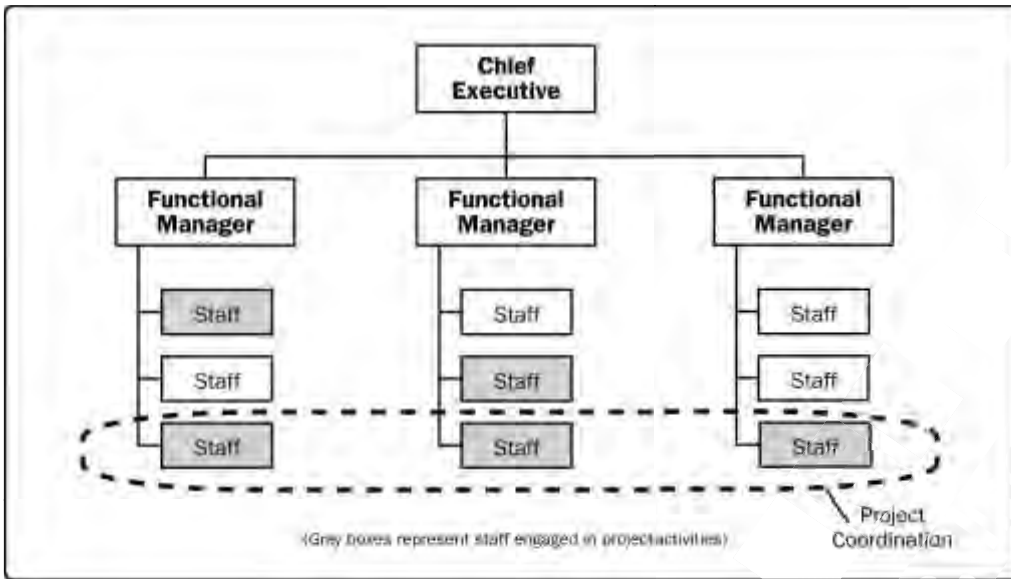 Chief
Executive
Functional
Manager
Functional
Manager
Functional
Manager
Staff
Staff
Staff
Staff
Staff
Staff
Staff
Staff
Staff
Project
Coordination
(Gray boxes represent staff engaged in project activities)